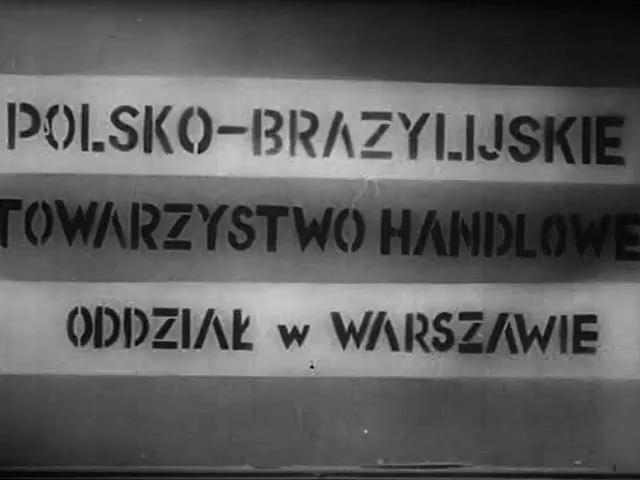 POLSKO-BRAZYLIJSKIE
TOWARZYSTWO HANDLOWE
ODDZIAŁ w WARSZAWIE